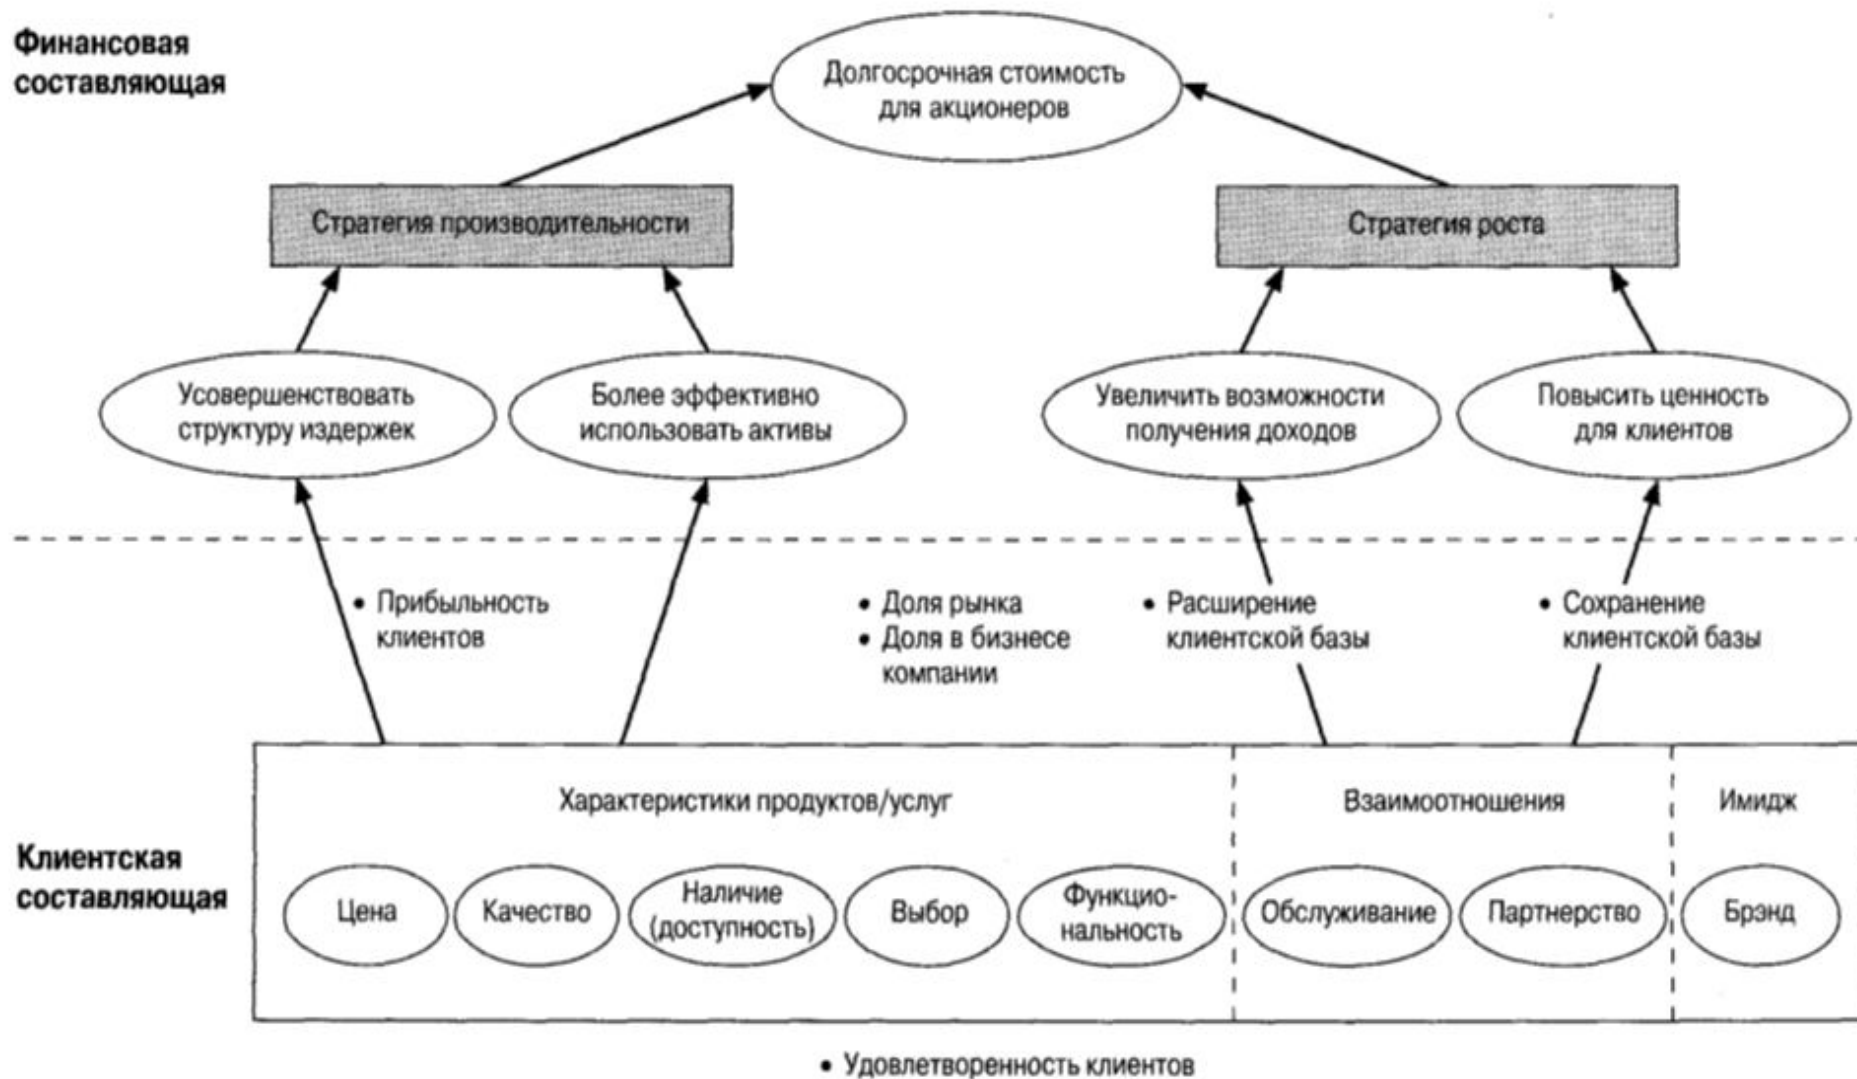 Финансовая
составляющая
Долгосрочная стоимость
для акционеров
Стратегия производительности
Стратегия роста
Усовершенствовать
структуру издержек
Более эффективно
использовать активы
Увеличить возможности
получения доходов
Повысить ценность
для клиентов
• Прибыльность
клиентов
• Доля рынка
• Доля в бизнесе
компании
• Расширение
клиентской базы
• Сохранение
клиентской базы
Клиентская
составляющая
Характеристики продуктов/услуг
Взаимоотношения
Имидж
Цена
Качество
Наличие
(доступность)
Выбор
Функцио-
нальность
Обслуживание
Партнерство
Брэнд
• Удовлетворенность клиентов